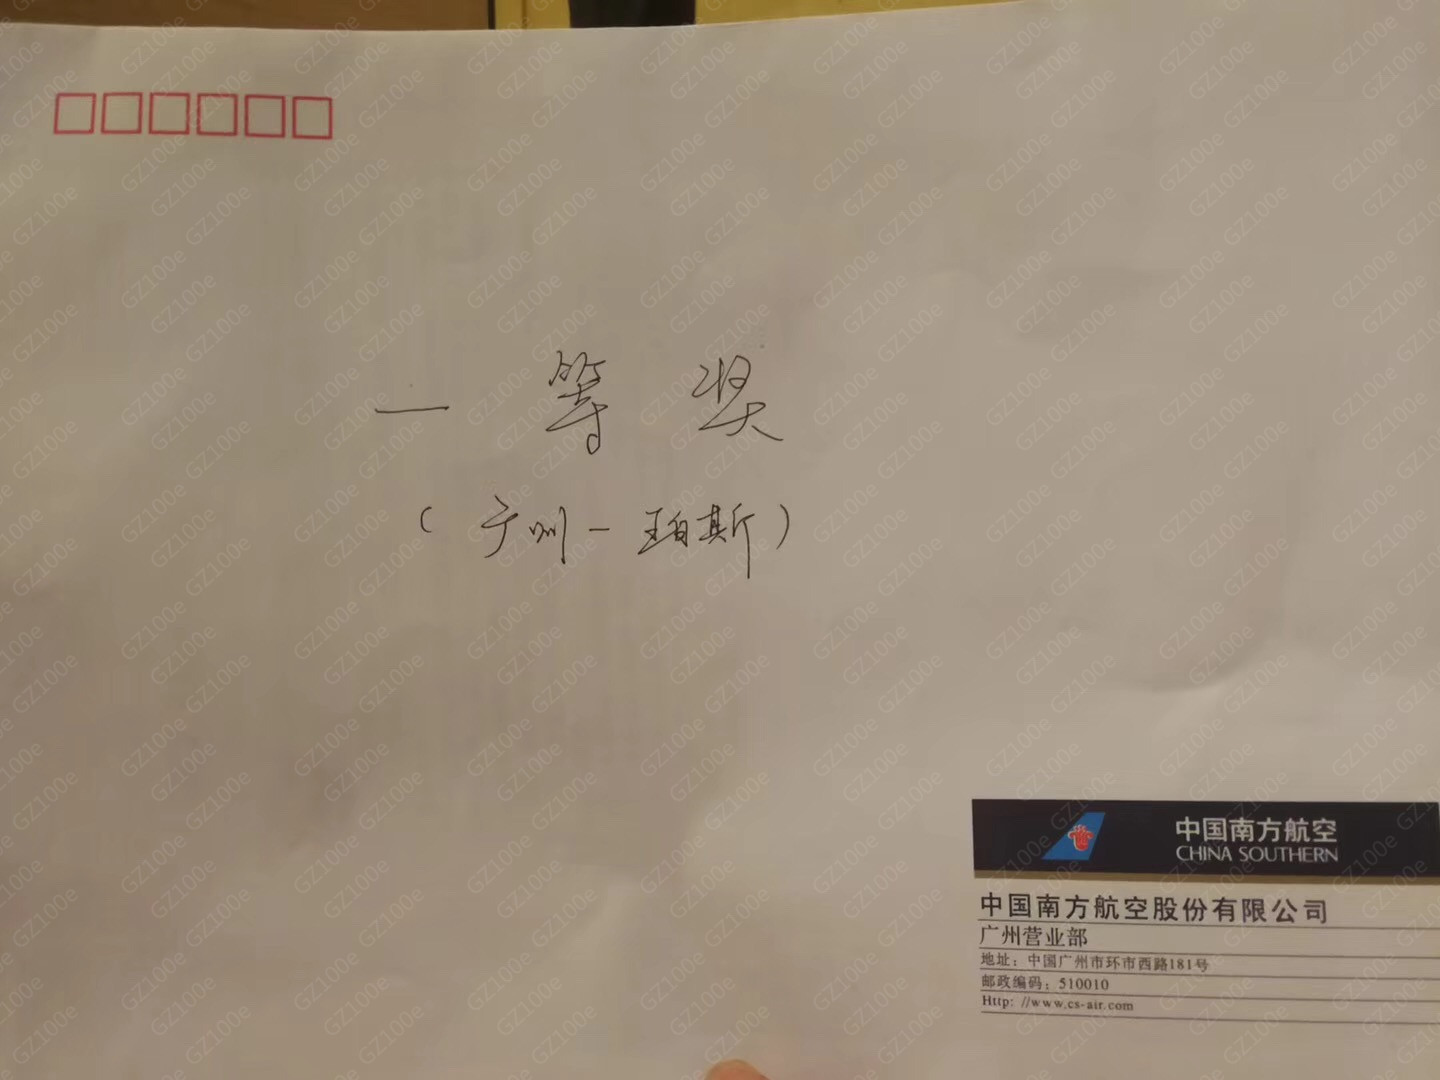 一等奖
(广州-珀斯)
中国南方航空
CHINA SOUTHERN
中国南方航空股份有限公司
广州营业部
地址：中国广州市环市西路181号
邮政编码：510010
Http: //www.cs-air.com
GZ100e